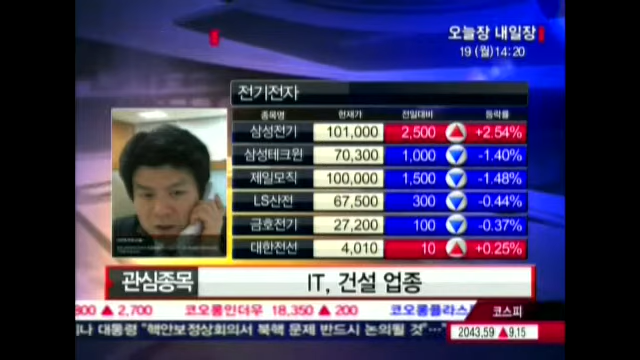 오늘장 내일장
19 (월)14:20
전기전자
종목명 현재가 전일대비 등락률
삼성전기 101,000 2,500 ▲ +2.54%
삼성테크윈 70,300 1,000 ▼ -1.40%
제일모직 100,000 1,500 ▼ -1.48%
LS산전 67,500 300 ▼ -0.44%
금호전기 27,200 100 ▼ -0.37%
대한전선 4,010 10 ▲ +0.25%
관심종목 IT, 건설 업종
800 ▲ 2,700 코오롱인더우 18,350 ▲ 200 코오롱플라스 코스피
대통령 "핵안보정상회의서 북핵 문제 반드시 논의될 것"… 2043.59 ▲ 9.15